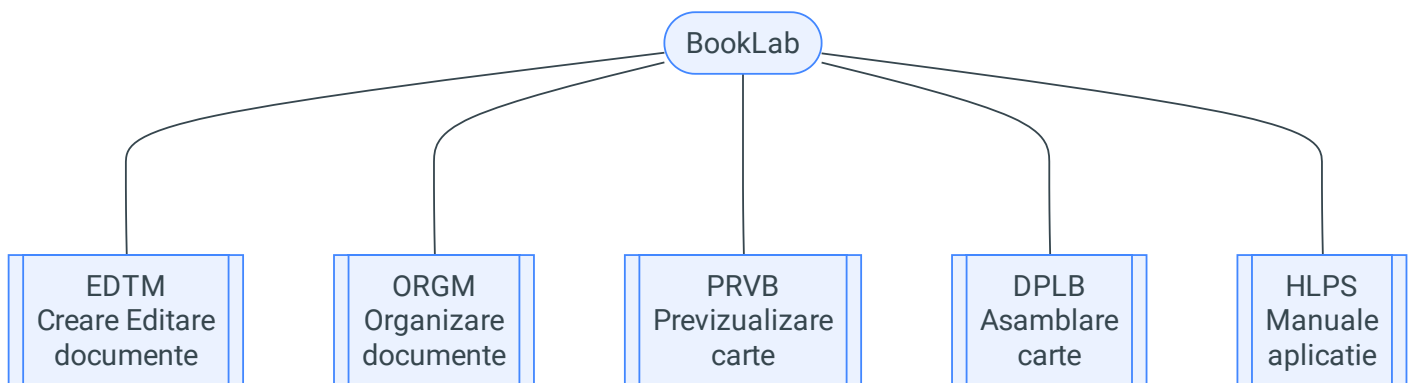 BookLab
EDTM
Creare Editare
documente
ORGM
Organizare
documente
PRVB
Previzualizare
carte
DPLB
Asamblare
carte
HLPS
Manuale
aplicatie